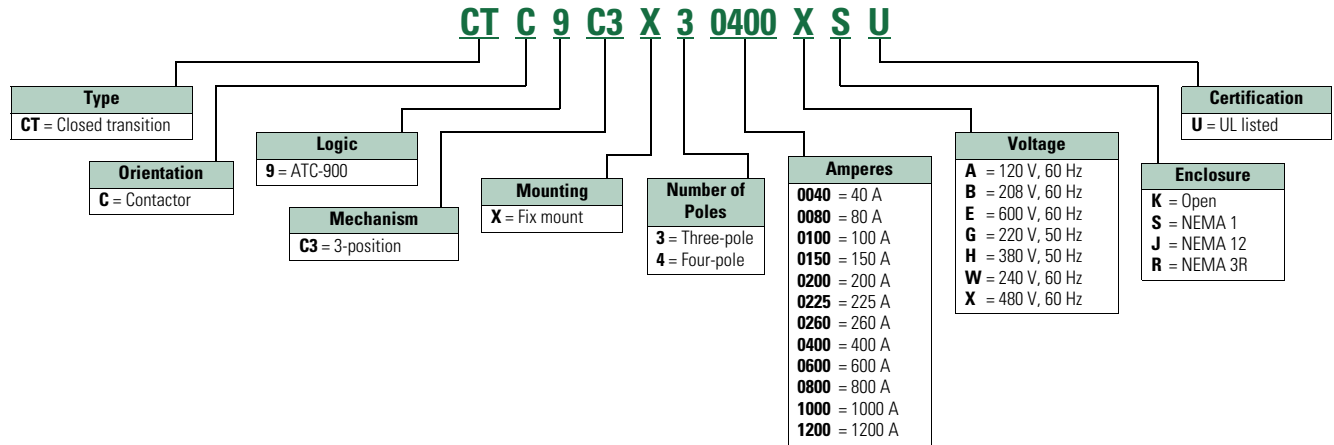 CT C 9 C3 X 3 0400 X S U
Type
CT = Closed transition
Orientation
C = Contactor
Logic
9 = ATC-900
Mechanism
C3 = 3-position
Mounting
X = Fix mount
Number of
Poles
3 = Three-pole
4 = Four-pole
Amperes
0040 = 40 A
0080 = 80 A
0100 = 100 A
0150 = 150 A
0200 = 200 A
0225 = 225 A
0260 = 260 A
0400 = 400 A
0600 = 600 A
0800 = 800 A
1000 = 1000 A
1200 = 1200 A
Voltage
A = 120 V, 60 Hz
B = 208 V, 60 Hz
E = 600 V, 60 Hz
G = 220 V, 50 Hz
H = 380 V, 50 Hz
W = 240 V, 60 Hz
X = 480 V, 60 Hz
Enclosure
K = Open
S = NEMA 1
J = NEMA 12
R = NEMA 3R
Certification
U = UL listed